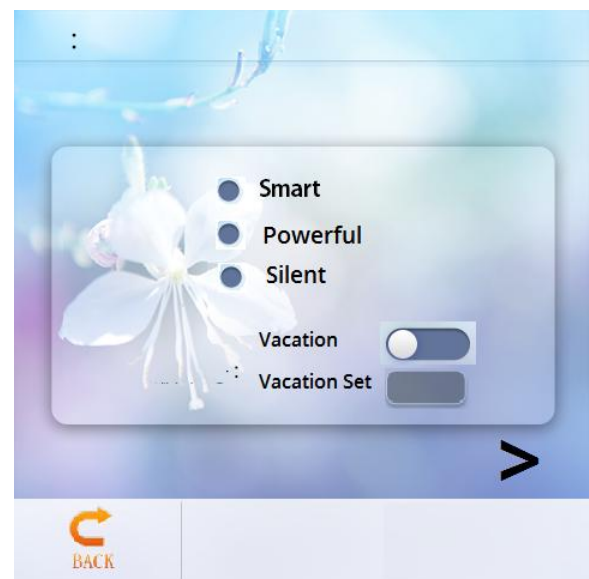 :
Smart
Powerful
Silent
Vacation
Vacation Set
>
BACK